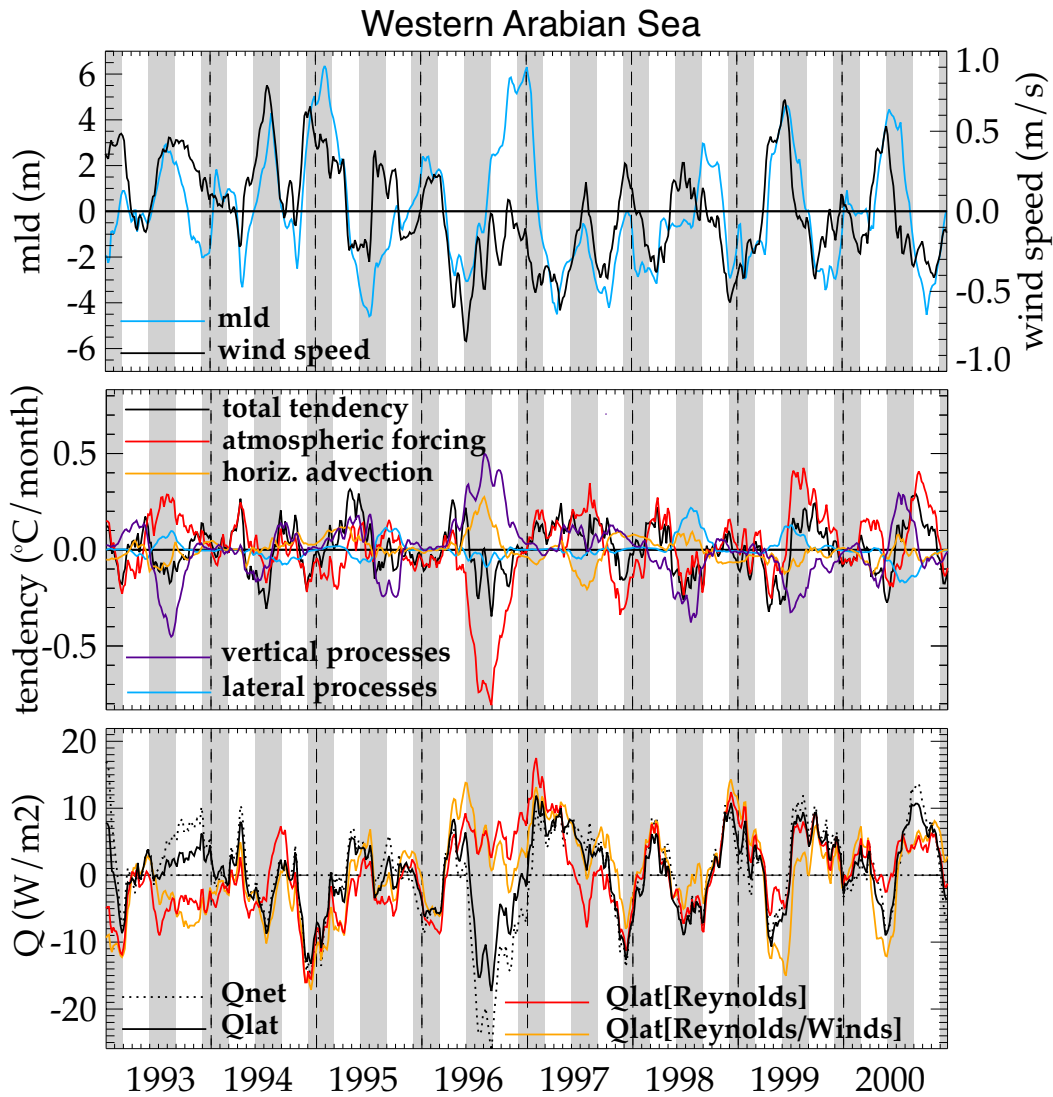 Western Arabian Sea
6
4
2
0
-2
-4
-6
mld (m)
1.0
0.5
0.0
-0.5
-1.0
wind speed (m/s)
mld
wind speed
0.5
0.0
-0.5
tendency (°C/month)
total tendency
atmospheric forcing
horiz. advection
vertical processes
lateral processes
20
10
0
-10
-20
Q (W/m2)
Qnet
Qlat
Qlat[Reynolds]
Qlat[Reynolds/Winds]
1993 1994 1995 1996 1997 1998 1999 2000